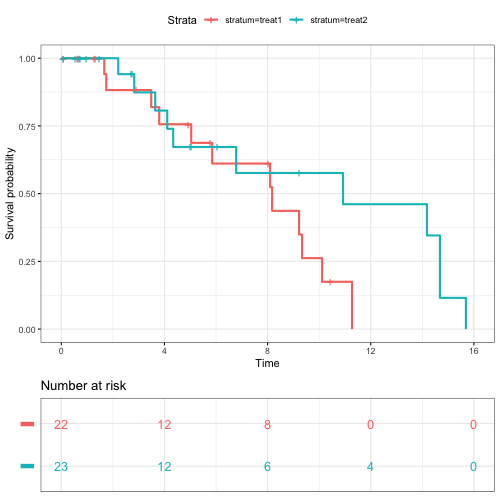 Strata stratum=treat1 stratum=treat2
1.00
0.75
0.50
0.25
0.00
Survival probability
0 4 8 12 16
Time
Number at risk
22 12 8 0 0
23 12 6 4 0